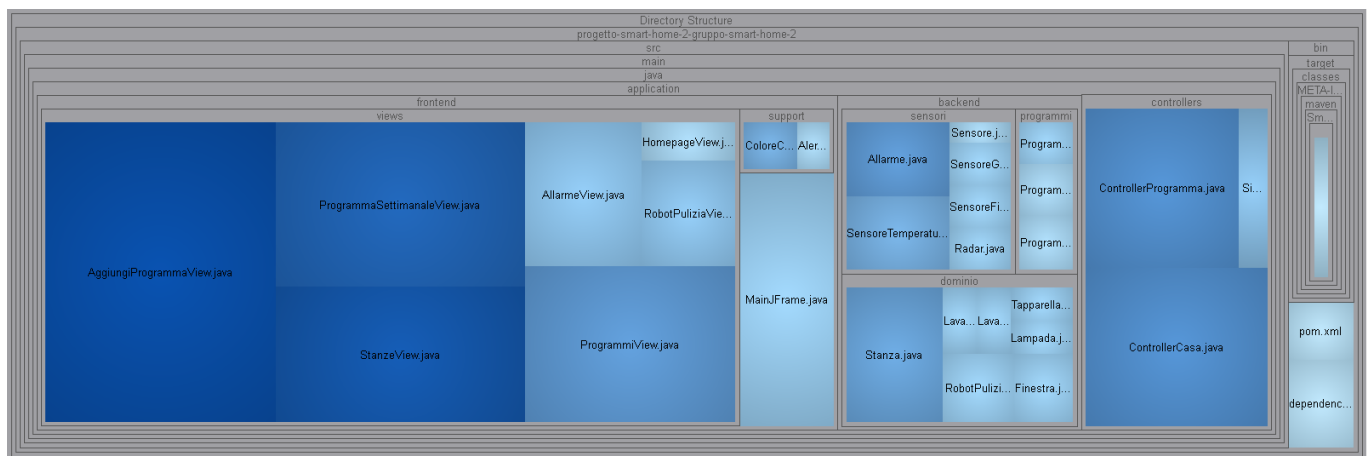 Directory Structure
progetto-smart-home-2-gruppo-smart-home-2
src
main
java
application
frontend
views
AggiungiProgrammaView.java
ProgrammaSettimanaleView.java
StanzeView.java
AllarmeView.java
HomepageView.j...
RobotPuliziaVie...
ProgrammiView.java
support
ColoreC...
Aler...
MainJFrame.java
backend
sensori
Allarme.java
SensoreTemperatu...
Sensore.j...
SensoreG...
SensoreFi...
Radar.java
programmi
Program...
Program...
Program...
dominio
Stanza.java
Lava...
Lava...
Tapparella...
Lampada.j...
RobotPulizi...
Finestra.j...
controllers
ControllerProgramma.java
Si...
ControllerCasa.java
bin
target
classes
META-I...
maven
Sm...
pom.xml
dependenc...